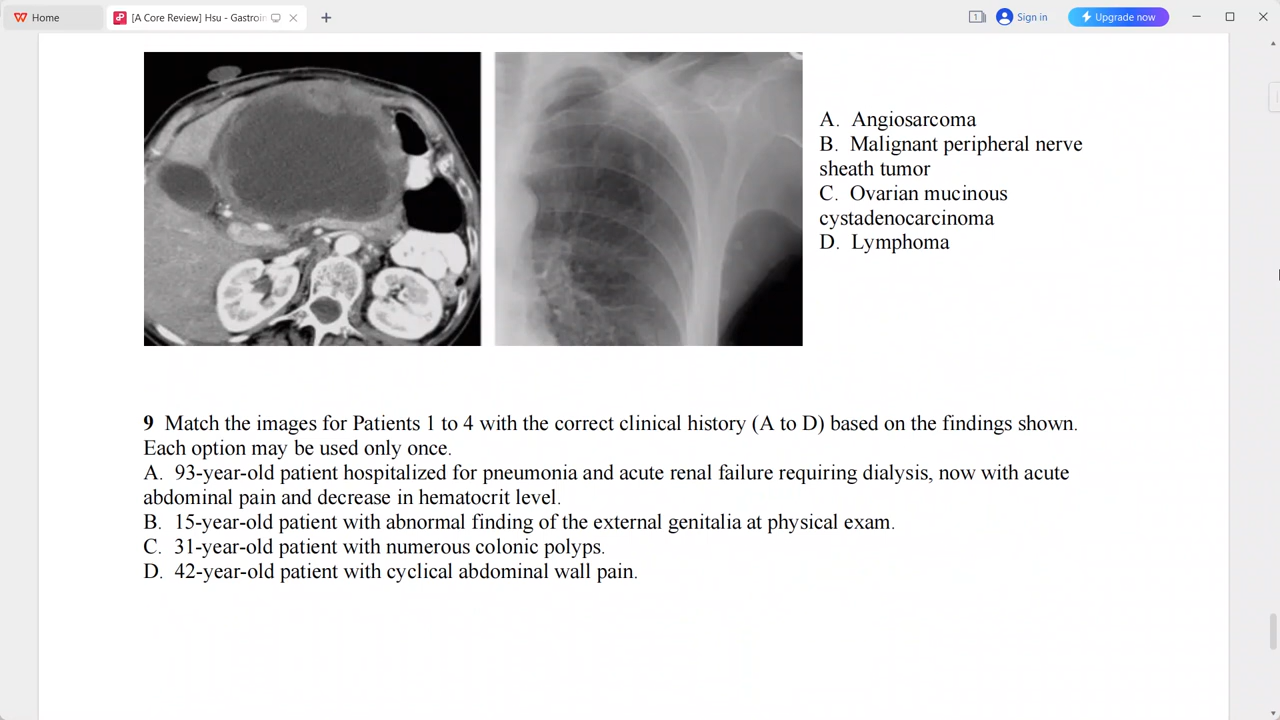 Home
[A Core Review] Hsu - Gastroin
1
Sign in
Upgrade now
A. Angiosarcoma
B. Malignant peripheral nerve
sheath tumor
C. Ovarian mucinous
cystadenocarcinoma
D. Lymphoma
9 Match the images for Patients 1 to 4 with the correct clinical history (A to D) based on the findings shown.
Each option may be used only once.
A. 93-year-old patient hospitalized for pneumonia and acute renal failure requiring dialysis, now with acute
abdominal pain and decrease in hematocrit level.
B. 15-year-old patient with abnormal finding of the external genitalia at physical exam.
C. 31-year-old patient with numerous colonic polyps.
D. 42-year-old patient with cyclical abdominal wall pain.